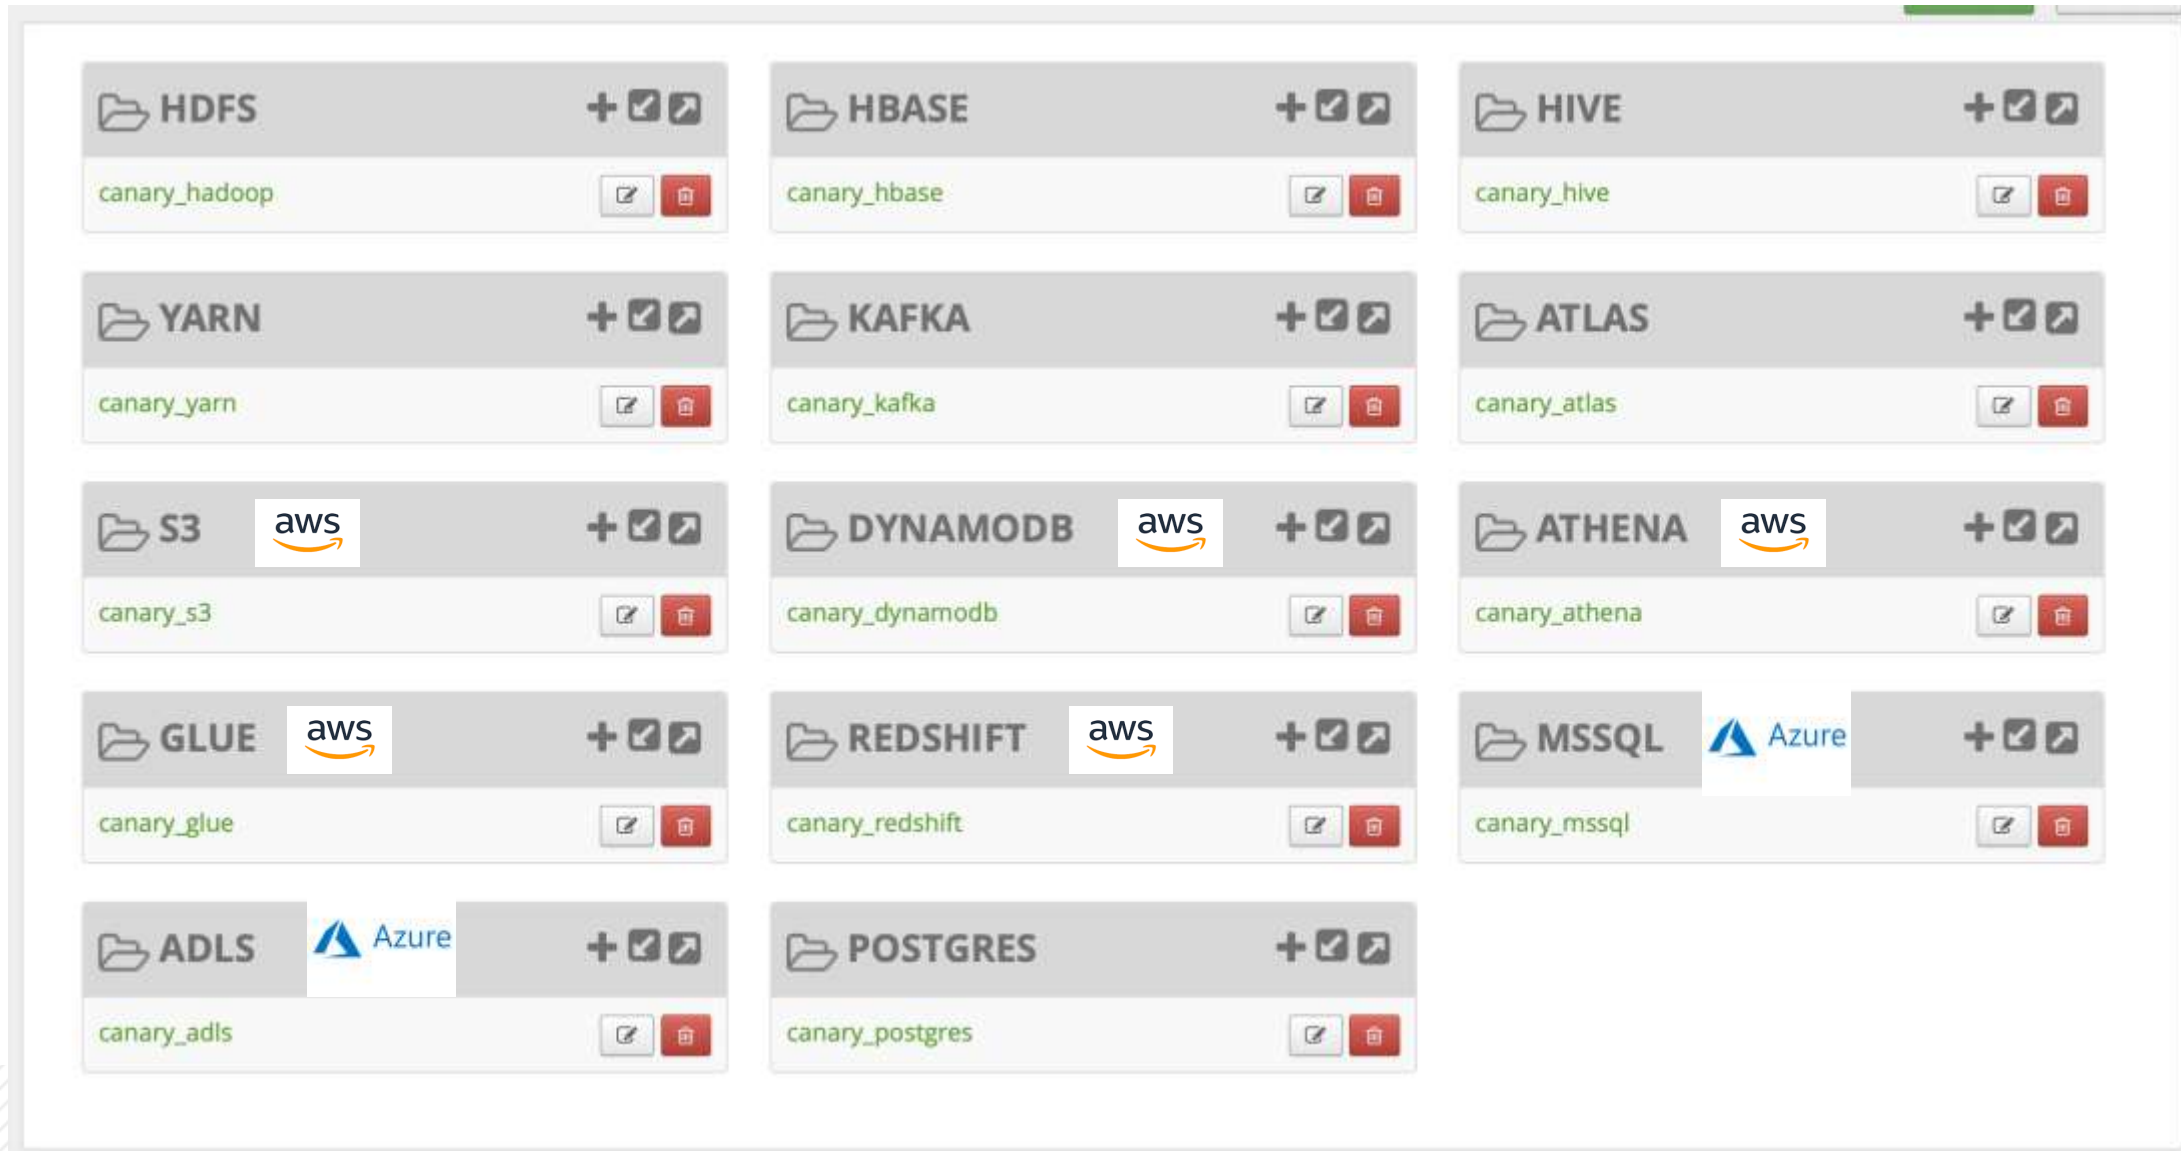 HDFS
HBASE
HIVE
canary_hadoop
canary_hbase
canary_hive
YARN
KAFKA
ATLAS
canary_yarn
canary_kafka
canary_atlas
S3 aws
DYNAMODB aws
ATHENA aws
canary_s3
canary_dynamodb
canary_athena
GLUE aws
REDSHIFT aws
MSSQL Azure
canary_glue
canary_redshift
canary_mssql
ADLS Azure
POSTGRES
canary_adls
canary_postgres